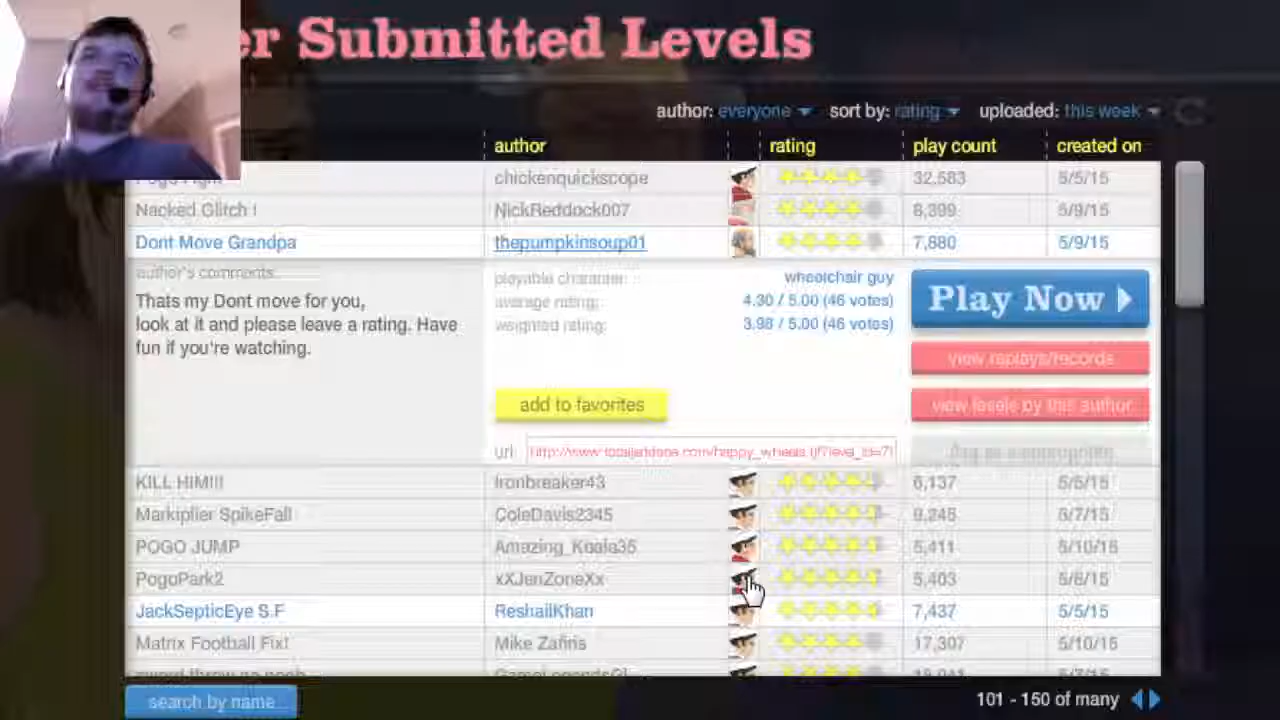 er Submitted Levels
author: everyone sort by: rating uploaded: this week
author rating play count created on
chickenquickscope 32,583 5/5/15
Nacked Glitch ! NickReddock007 8,399 5/9/15
Dont Move Grandpa thepumpkinsoup01 7,880 5/9/15
author's comments:
Thats my Dont move for you,
look at it and please leave a rating. Have
fun if you're watching.
playable character: wheelchair guy
average rating: 4.30 / 5.00 (46 votes)
weighted rating: 3.98 / 5.00 (46 votes)
Play Now
view replays/records
add to favorites
view levels by this author
url:
KILL HIM!!! Ironbreaker43 6,137 5/5/15
Markiplier SpikeFall ColeDavis2345 9,245 5/7/15
POGO JUMP Amazing_Koala35 5,411 5/10/15
PogoPark2 xXJenZoneXx 5,403 5/6/15
JackSepticEye S.F ReshailKhan 7,437 5/5/15
Matrix Football Fix! Mike Zafiris 17,307 5/10/15
search by name
101 - 150 of many